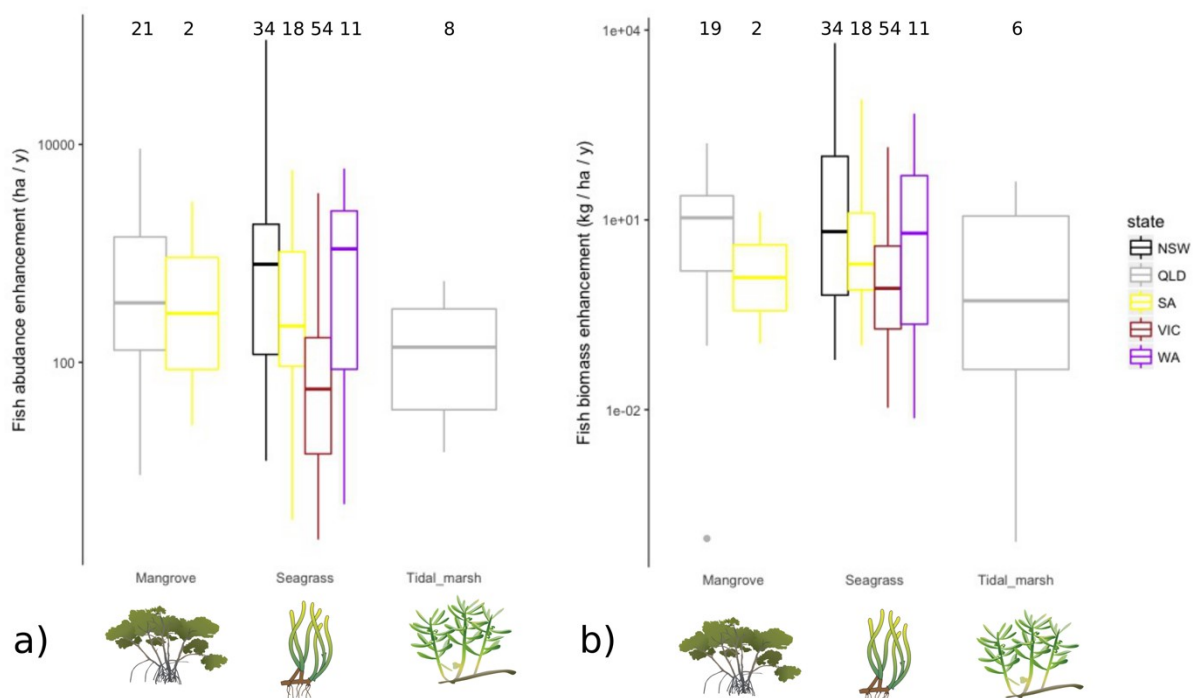 21 2 34 18 54 11 8
Fish abudance enhancement (ha / y)
10000
100
Mangrove Seagrass Tidal_marsh
a)
19 2 34 18 54 11 6
Fish biomass enhancement (kg / ha / y)
1e+04
1e+01
1e-02
Mangrove Seagrass Tidal_marsh
b)
state
NSW
QLD
SA
VIC
WA